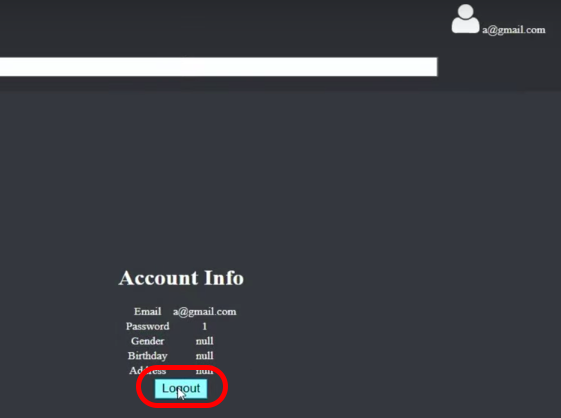 a@gmail.com
Account Info
Email a@gmail.com
Password 1
Gender null
Birthday null
Address null
Logout